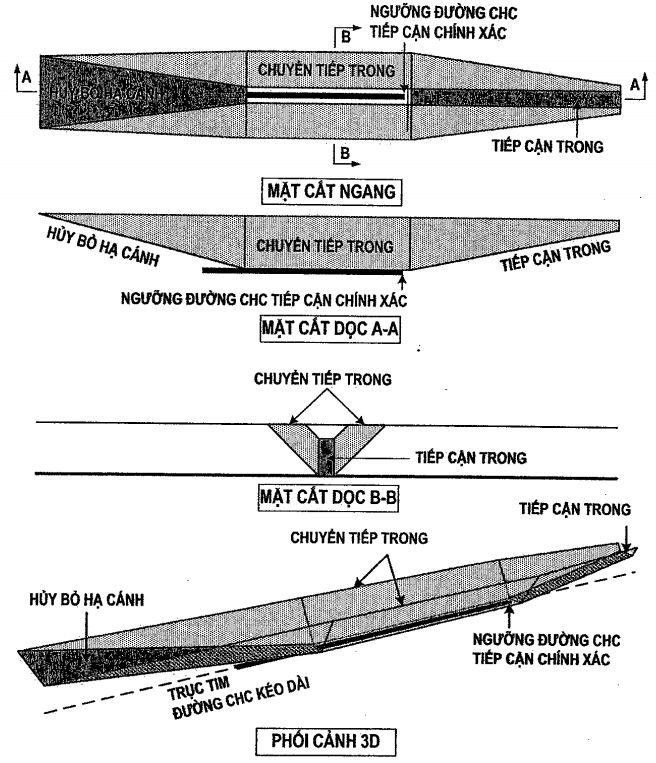 NGƯỠNG ĐƯỜNG CHC
TIẾP CẬN CHÍNH XÁC
B
A
CHUYỂN TIẾP TRONG
HỦY BỎ HẠ CÁNH
A
B
TIẾP CẬN TRONG
MẶT CẮT NGANG
HỦY BỎ HẠ CÁNH
CHUYỂN TIẾP TRONG
TIẾP CẬN TRONG
NGƯỠNG ĐƯỜNG CHC TIẾP CẬN CHÍNH XÁC
MẶT CẮT DỌC A-A
CHUYỂN TIẾP TRONG
TIẾP CẬN TRONG
MẶT CẮT DỌC B-B
TIẾP CẬN TRONG
CHUYỂN TIẾP TRONG
HỦY BỎ HẠ CÁNH
NGƯỠNG ĐƯỜNG CHC
TIẾP CẬN CHÍNH XÁC
TRỤC TIM
ĐƯỜNG CHC KÉO DÀI
PHỐI CẢNH 3D